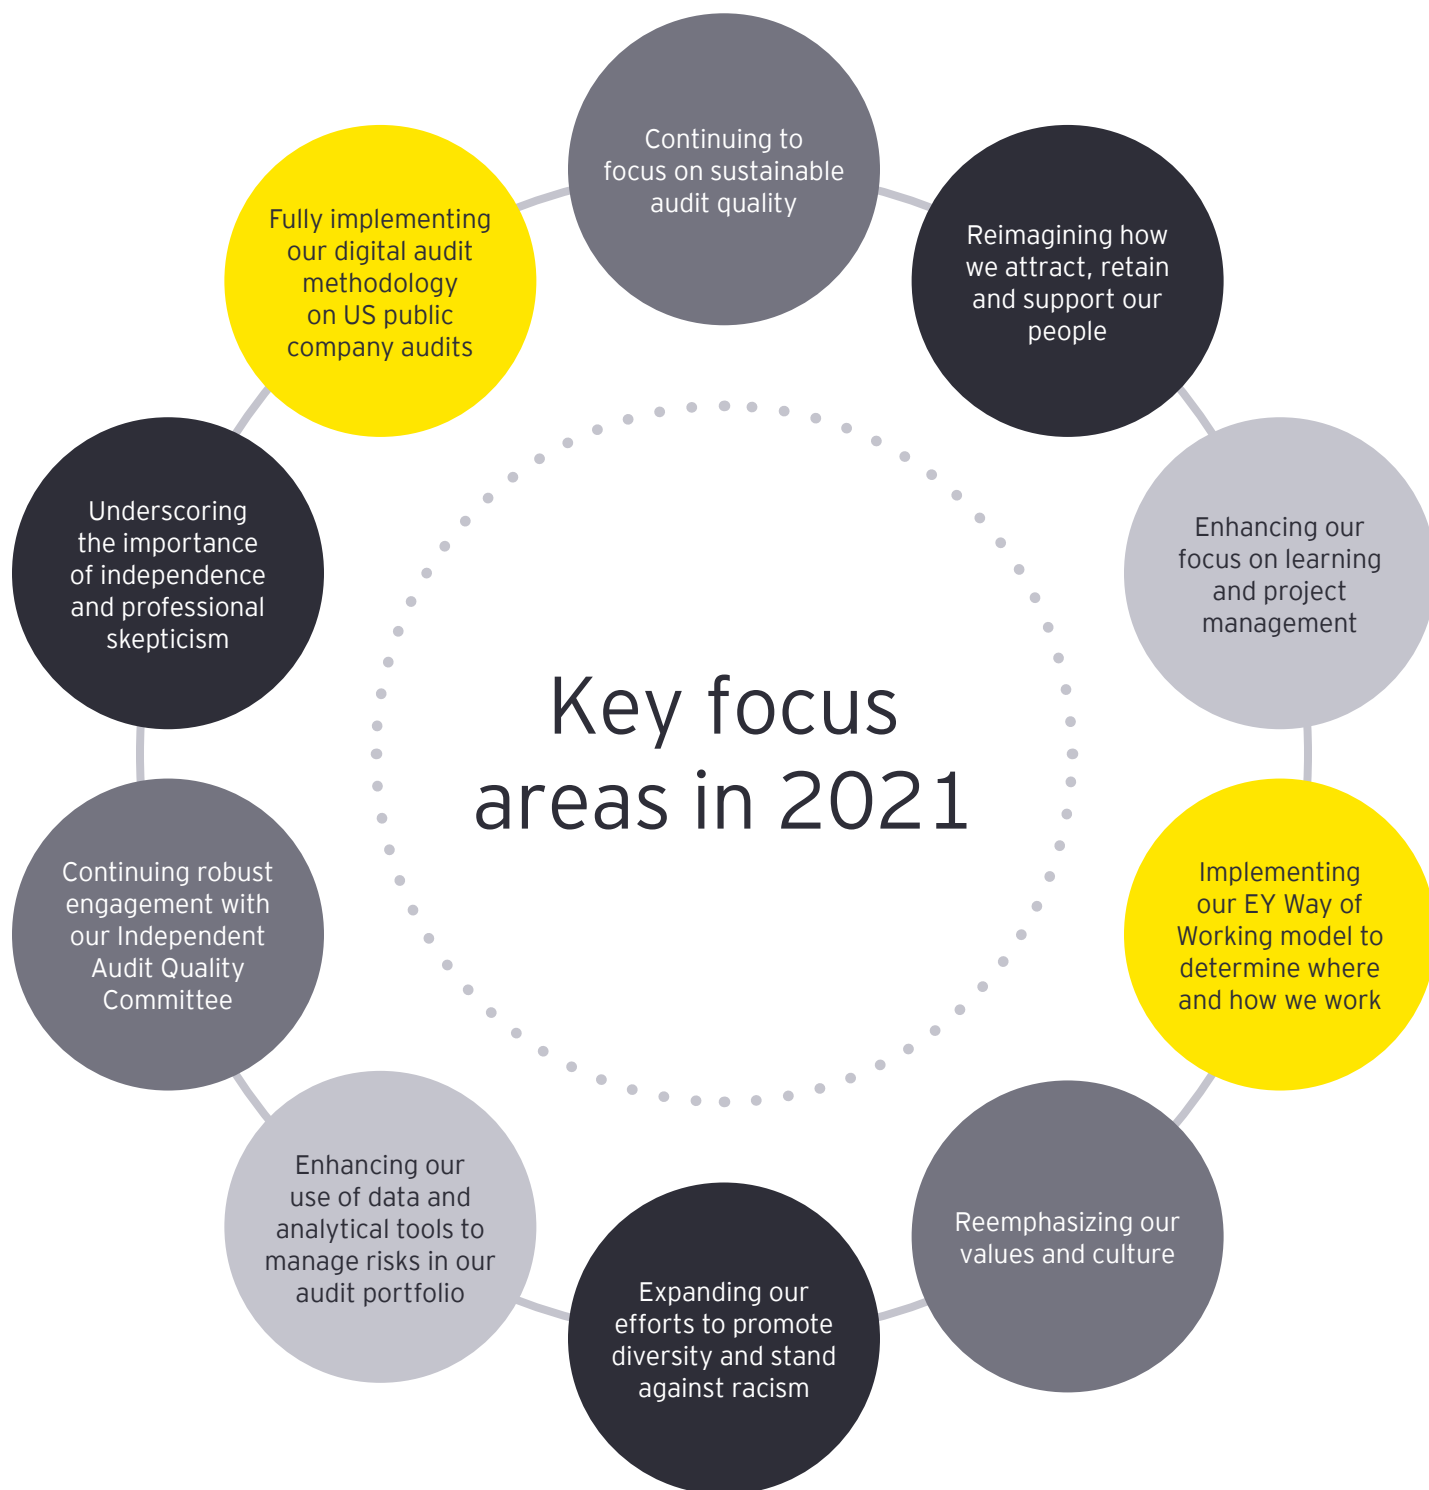 Continuing to
focus on sustainable
audit quality
Reimagining how
we attract, retain
and support our
people
Enhancing our
focus on learning
and project
management
Implementing
our EY Way of
Working model to
determine where
and how we work
Reemphasizing our
values and culture
Expanding our
efforts to promote
diversity and stand
against racism
Enhancing our
use of data and
analytical tools to
manage risks in our
audit portfolio
Continuing robust
engagement with
our Independent
Audit Quality
Committee
Underscoring
the importance
of independence
and professional
skepticism
Fully implementing
our digital audit
methodology
on US public
company audits
Key focus
areas in 2021